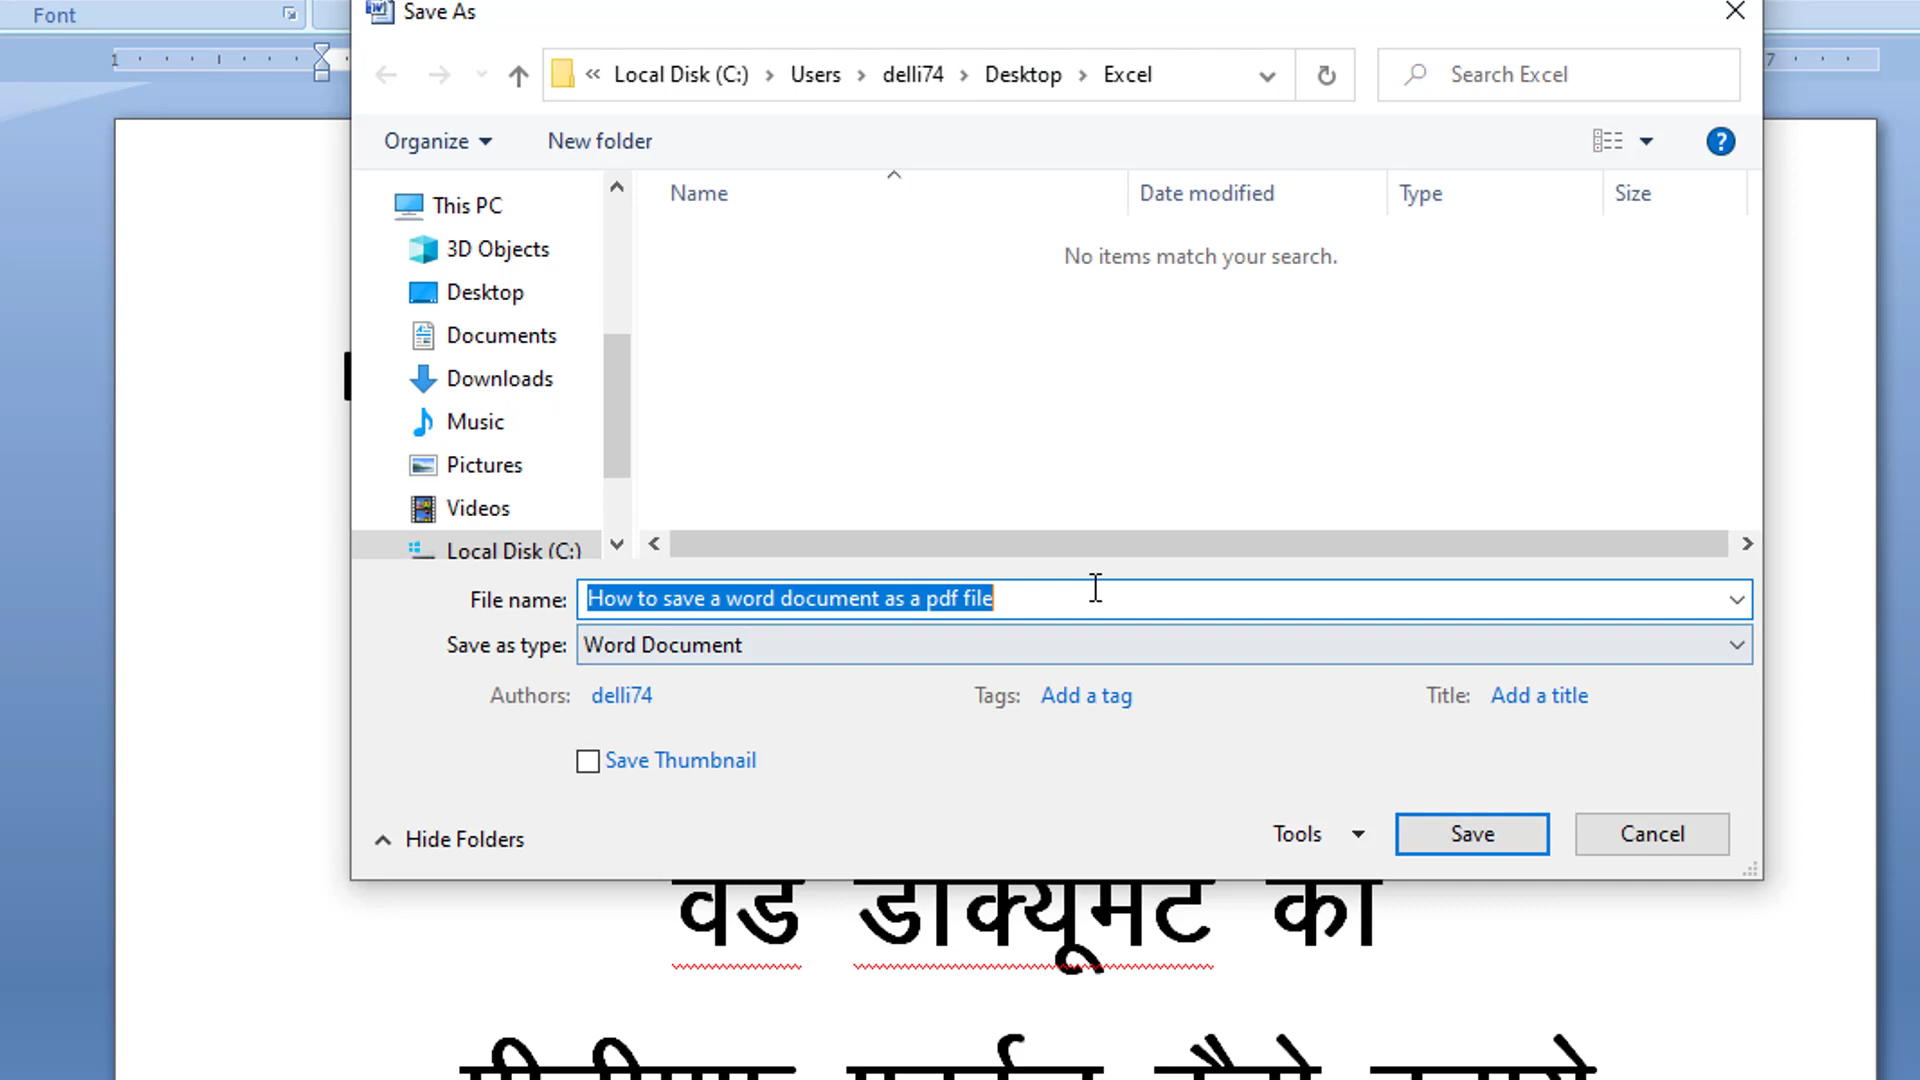 Font
Save As
1
7
« Local Disk (C:) › Users › delli74 › Desktop › Excel
Search Excel
Organize
New folder
?
This PC
3D Objects
Desktop
Documents
Downloads
Music
Pictures
Videos
Local Disk (C:)
Name
Date modified
Type
Size
No items match your search.
File name: How to save a word document as a pdf file
Save as type: Word Document
Authors: delli74
Tags: Add a tag
Title: Add a title
Save Thumbnail
Hide Folders
Tools
Save
Cancel